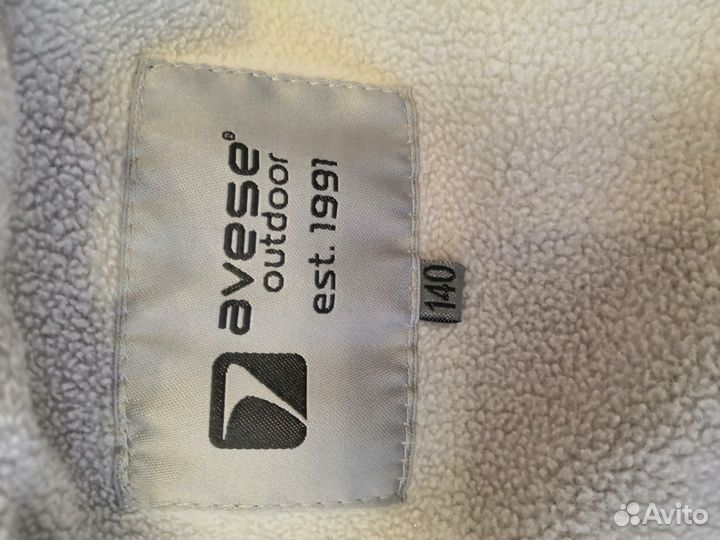 avese®
outdoor
est. 1991
140
Avito